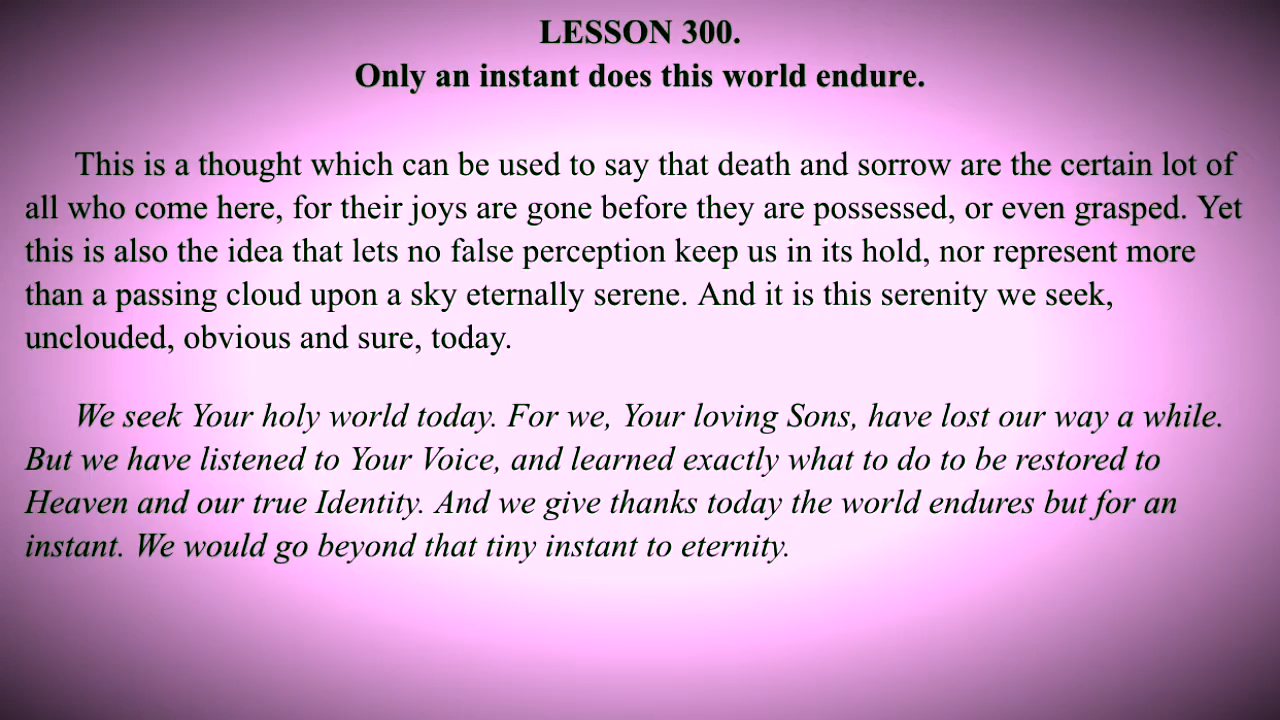 LESSON 300.
Only an instant does this world endure.
This is a thought which can be used to say that death and sorrow are the certain lot of
all who come here, for their joys are gone before they are possessed, or even grasped. Yet
this is also the idea that lets no false perception keep us in its hold, nor represent more
than a passing cloud upon a sky eternally serene. And it is this serenity we seek,
unclouded, obvious and sure, today.
We seek Your holy world today. For we, Your loving Sons, have lost our way a while.
But we have listened to Your Voice, and learned exactly what to do to be restored to
Heaven and our true Identity. And we give thanks today the world endures but for an
instant. We would go beyond that tiny instant to eternity.